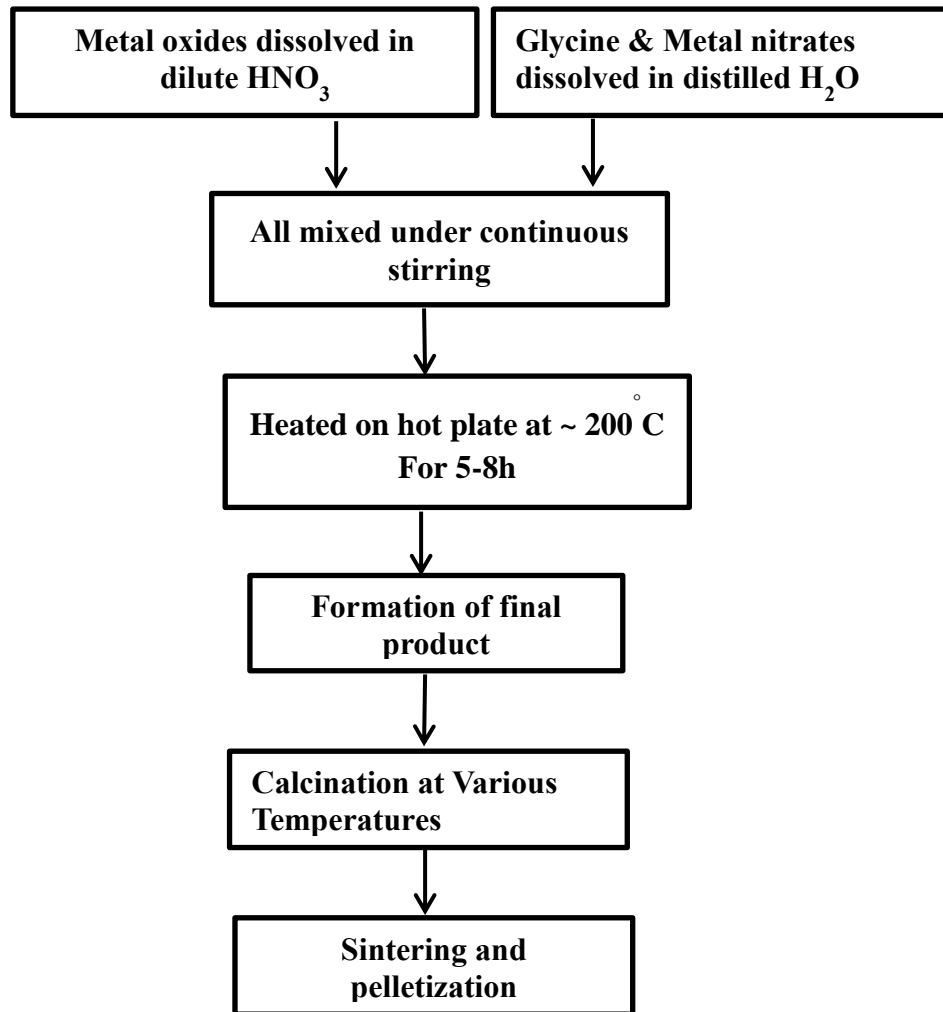 Metal oxides dissolved in
dilute HNO₃
Glycine & Metal nitrates
dissolved in distilled H₂O
All mixed under continuous
stirring
Heated on hot plate at ~ 200°C
For 5-8h
Formation of final
product
Calcination at Various
Temperatures
Sintering and
pelletization